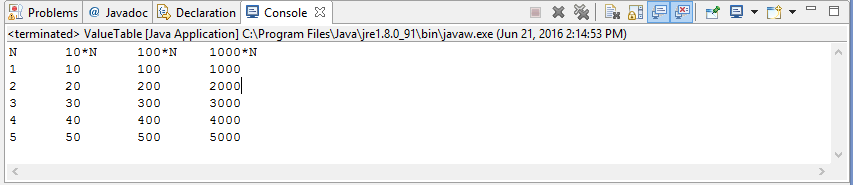 Problems @ Javadoc Declaration Console
<terminated> ValueTable [Java Application] C:\Program Files\Java\jre1.8.0_91\bin\javaw.exe (Jun 21, 2016 2:14:53 PM)
N 10*N 100*N 1000*N
1 10 100 1000
2 20 200 2000
3 30 300 3000
4 40 400 4000
5 50 500 5000